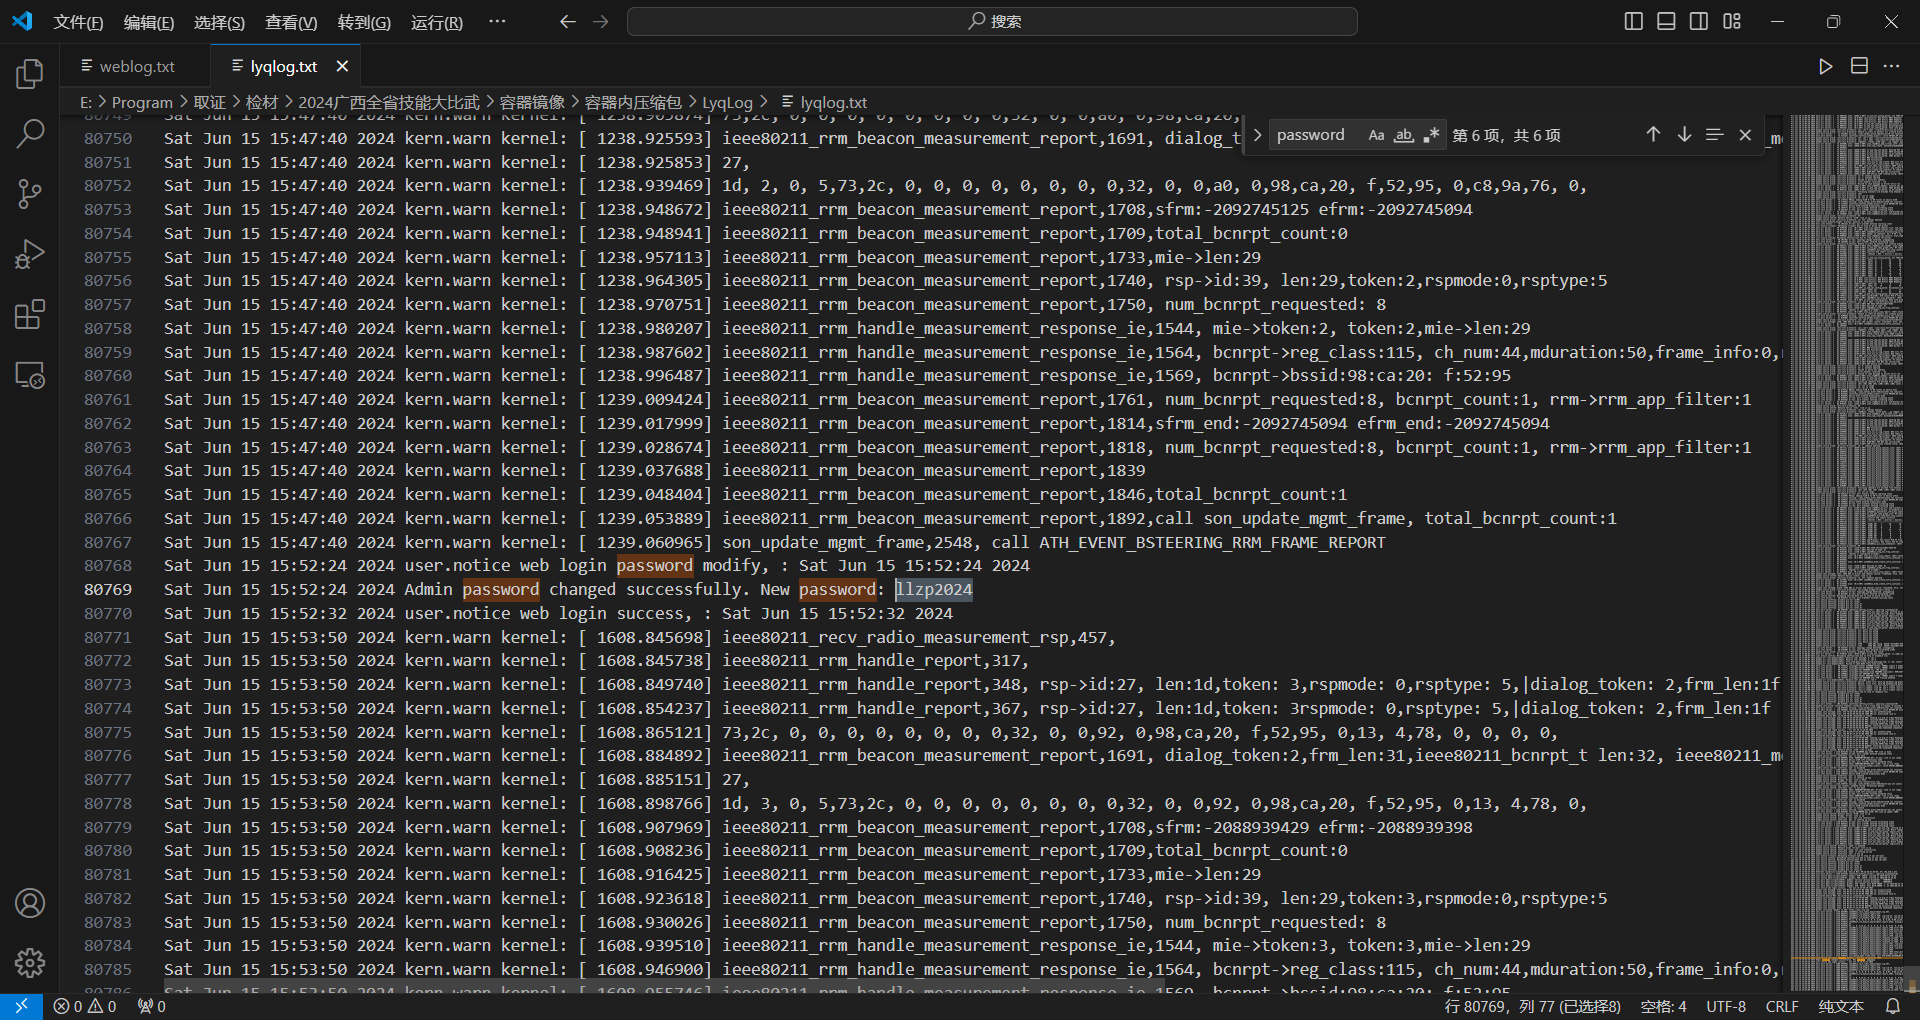 文件(F) 编辑(E) 选择(S) 查看(V) 转到(G) 运行(R) ··· 搜索
weblog.txt lyqlog.txt
E: > Program > 取证 > 检材 > 2024广西全省技能大比武 > 容器镜像 > 容器内压缩包 > LyqLog > lyqlog.txt
password Aa ab 第 6 项，共 6 项
80750 Sat Jun 15 15:47:40 2024 kern.warn kernel: [ 1238.925593] ieee80211_rrm_beacon_measurement_report,1691, dialog_t
80751 Sat Jun 15 15:47:40 2024 kern.warn kernel: [ 1238.925853] 27,
80752 Sat Jun 15 15:47:40 2024 kern.warn kernel: [ 1238.939469] 1d, 2, 0, 5,73,2c, 0, 0, 0, 0, 0, 0, 0, 0,32, 0, 0,a0, 0,98,ca,20, f,52,95, 0,c8,9a,76, 0,
80753 Sat Jun 15 15:47:40 2024 kern.warn kernel: [ 1238.948672] ieee80211_rrm_beacon_measurement_report,1708,sfrm:-2092745125 efrm:-2092745094
80754 Sat Jun 15 15:47:40 2024 kern.warn kernel: [ 1238.948941] ieee80211_rrm_beacon_measurement_report,1709,total_bcnrpt_count:0
80755 Sat Jun 15 15:47:40 2024 kern.warn kernel: [ 1238.957113] ieee80211_rrm_beacon_measurement_report,1733,mie->len:29
80756 Sat Jun 15 15:47:40 2024 kern.warn kernel: [ 1238.964305] ieee80211_rrm_beacon_measurement_report,1740, rsp->id:39, len:29,token:2,rspmode:0,rsptype:5
80757 Sat Jun 15 15:47:40 2024 kern.warn kernel: [ 1238.970751] ieee80211_rrm_beacon_measurement_report,1750, num_bcnrpt_requested: 8
80758 Sat Jun 15 15:47:40 2024 kern.warn kernel: [ 1238.980207] ieee80211_rrm_handle_measurement_response_ie,1544, mie->token:2, token:2,mie->len:29
80759 Sat Jun 15 15:47:40 2024 kern.warn kernel: [ 1238.987602] ieee80211_rrm_handle_measurement_response_ie,1564, bcnrpt->reg_class:115, ch_num:44,mduration:50,frame_info:0,
80760 Sat Jun 15 15:47:40 2024 kern.warn kernel: [ 1238.996487] ieee80211_rrm_handle_measurement_response_ie,1569, bcnrpt->bssid:98:ca:20: f:52:95
80761 Sat Jun 15 15:47:40 2024 kern.warn kernel: [ 1239.009424] ieee80211_rrm_beacon_measurement_report,1761, num_bcnrpt_requested:8, bcnrpt_count:1, rrm->rrm_app_filter:1
80762 Sat Jun 15 15:47:40 2024 kern.warn kernel: [ 1239.017999] ieee80211_rrm_beacon_measurement_report,1814,sfrm_end:-2092745094 efrm_end:-2092745094
80763 Sat Jun 15 15:47:40 2024 kern.warn kernel: [ 1239.028674] ieee80211_rrm_beacon_measurement_report,1818, num_bcnrpt_requested:8, bcnrpt_count:1, rrm->rrm_app_filter:1
80764 Sat Jun 15 15:47:40 2024 kern.warn kernel: [ 1239.037688] ieee80211_rrm_beacon_measurement_report,1839
80765 Sat Jun 15 15:47:40 2024 kern.warn kernel: [ 1239.048404] ieee80211_rrm_beacon_measurement_report,1846,total_bcnrpt_count:1
80766 Sat Jun 15 15:47:40 2024 kern.warn kernel: [ 1239.053889] ieee80211_rrm_beacon_measurement_report,1892,call son_update_mgmt_frame, total_bcnrpt_count:1
80767 Sat Jun 15 15:47:40 2024 kern.warn kernel: [ 1239.060965] son_update_mgmt_frame,2548, call ATH_EVENT_BSTEERING_RRM_FRAME_REPORT
80768 Sat Jun 15 15:52:24 2024 user.notice web login password modify, : Sat Jun 15 15:52:24 2024
80769 Sat Jun 15 15:52:24 2024 Admin password changed successfully. New password: llzp2024
80770 Sat Jun 15 15:52:32 2024 user.notice web login success, : Sat Jun 15 15:52:32 2024
80771 Sat Jun 15 15:53:50 2024 kern.warn kernel: [ 1608.845698] ieee80211_recv_radio_measurement_rsp,457,
80772 Sat Jun 15 15:53:50 2024 kern.warn kernel: [ 1608.845738] ieee80211_rrm_handle_report,317,
80773 Sat Jun 15 15:53:50 2024 kern.warn kernel: [ 1608.849740] ieee80211_rrm_handle_report,348, rsp->id:27, len:1d,token: 3,rspmode: 0,rsptype: 5,|dialog_token: 2,frm_len:1f
80774 Sat Jun 15 15:53:50 2024 kern.warn kernel: [ 1608.854237] ieee80211_rrm_handle_report,367, rsp->id:27, len:1d,token: 3rspmode: 0,rsptype: 5,|dialog_token: 2,frm_len:1f
80775 Sat Jun 15 15:53:50 2024 kern.warn kernel: [ 1608.865121] 73,2c, 0, 0, 0, 0, 0, 0, 0, 0,32, 0, 0,92, 0,98,ca,20, f,52,95, 0,13, 4,78, 0, 0, 0, 0,
80776 Sat Jun 15 15:53:50 2024 kern.warn kernel: [ 1608.884892] ieee80211_rrm_beacon_measurement_report,1691, dialog_token:2,frm_len:31,ieee80211_bcnrpt_t len:32, ieee80211_m
80777 Sat Jun 15 15:53:50 2024 kern.warn kernel: [ 1608.885151] 27,
80778 Sat Jun 15 15:53:50 2024 kern.warn kernel: [ 1608.898766] 1d, 3, 0, 5,73,2c, 0, 0, 0, 0, 0, 0, 0, 0,32, 0, 0,92, 0,98,ca,20, f,52,95, 0,13, 4,78, 0,
80779 Sat Jun 15 15:53:50 2024 kern.warn kernel: [ 1608.907969] ieee80211_rrm_beacon_measurement_report,1708,sfrm:-2088939429 efrm:-2088939398
80780 Sat Jun 15 15:53:50 2024 kern.warn kernel: [ 1608.908236] ieee80211_rrm_beacon_measurement_report,1709,total_bcnrpt_count:0
80781 Sat Jun 15 15:53:50 2024 kern.warn kernel: [ 1608.916425] ieee80211_rrm_beacon_measurement_report,1733,mie->len:29
80782 Sat Jun 15 15:53:50 2024 kern.warn kernel: [ 1608.923618] ieee80211_rrm_beacon_measurement_report,1740, rsp->id:39, len:29,token:3,rspmode:0,rsptype:5
80783 Sat Jun 15 15:53:50 2024 kern.warn kernel: [ 1608.930026] ieee80211_rrm_beacon_measurement_report,1750, num_bcnrpt_requested: 8
80784 Sat Jun 15 15:53:50 2024 kern.warn kernel: [ 1608.939510] ieee80211_rrm_handle_measurement_response_ie,1544, mie->token:3, token:3,mie->len:29
80785 Sat Jun 15 15:53:50 2024 kern.warn kernel: [ 1608.946900] ieee80211_rrm_handle_measurement_response_ie,1564, bcnrpt->reg_class:115, ch_num:44,mduration:50,frame_info:0,
0 0 0 行 80769，列 77 (已选择8) 空格: 4 UTF-8 CRLF 纯文本